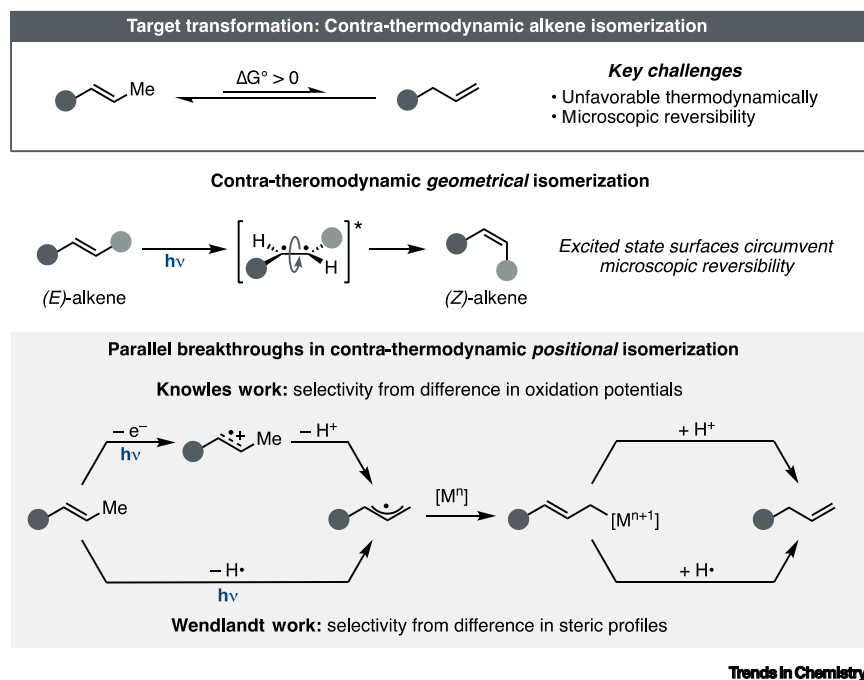 Target transformation: Contra-thermodynamic alkene isomerization
Me
ΔG° > 0
Key challenges
• Unfavorable thermodynamically
• Microscopic reversibility
Contra-theromodynamic geometrical isomerization
hν
H
H
*
Excited state surfaces circumvent
microscopic reversibility
(E)-alkene
(Z)-alkene
Parallel breakthroughs in contra-thermodynamic positional isomerization
Knowles work: selectivity from difference in oxidation potentials
– e⁻
hν
•+
Me
– H⁺
+ H⁺
Me
[Mⁿ]
[Mⁿ⁺¹]
– H•
hν
+ H•
Wendlandt work: selectivity from difference in steric profiles
Trends in Chemistry